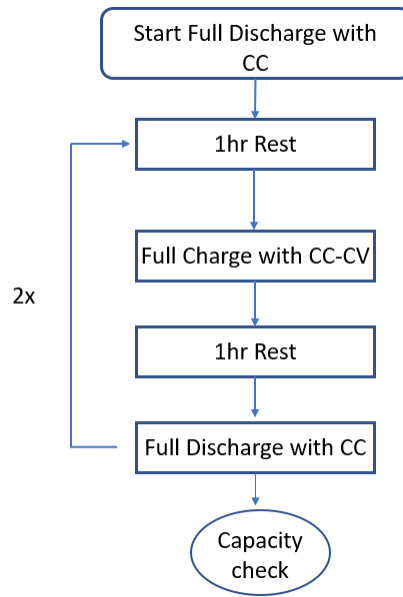 Start Full Discharge with
CC
1hr Rest
Full Charge with CC-CV
2x
1hr Rest
Full Discharge with CC
Capacity
check